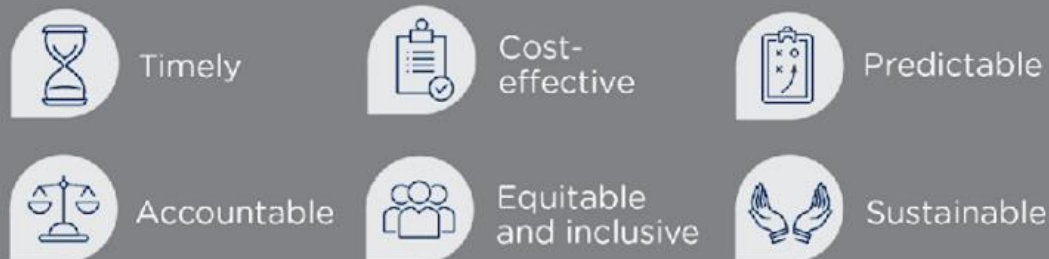 Timely
Cost-
effective
Predictable
Accountable
Equitable
and inclusive
Sustainable